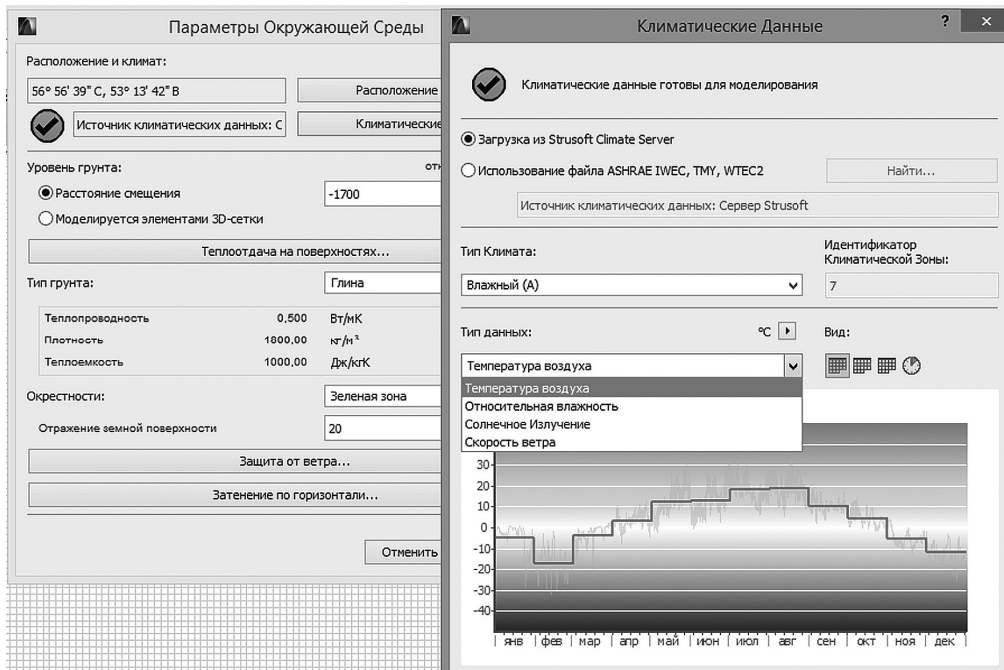 Параметры Окружающей Среды
Расположение и климат:
56° 56' 39" С, 53° 13' 42" В
Расположение
Источник климатических данных: С
Климатические
Уровень грунта:
отн
Расстояние смещения
-1700
Моделируется элементами 3D-сетки
Теплоотдача на поверхностях...
Тип грунта:
Глина
Теплопроводность 0,500 Вт/мК
Плотность 1800,00 кг/м³
Теплоемкость 1000,00 Дж/кгК
Окрестности:
Зеленая зона
Отражение земной поверхности
20
Защита от ветра...
Затенение по горизонтали...
Отменить
Климатические Данные
?
Климатические данные готовы для моделирования
Загрузка из Strusoft Climate Server
Использование файла ASHRAE IWEC, TMY, WTEC2
Найти...
Источник климатических данных: Сервер Strusoft
Тип Климата:
Идентификатор
Климатической Зоны:
Влажный (А)
7
Тип данных:
°C
Вид:
Температура воздуха
Температура воздуха
Относительная влажность
Солнечное Излучение
Скорость ветра
30
20
10
0
-10
-20
-30
-40
янв фев мар апр май июн июл авг сен окт ноя дек